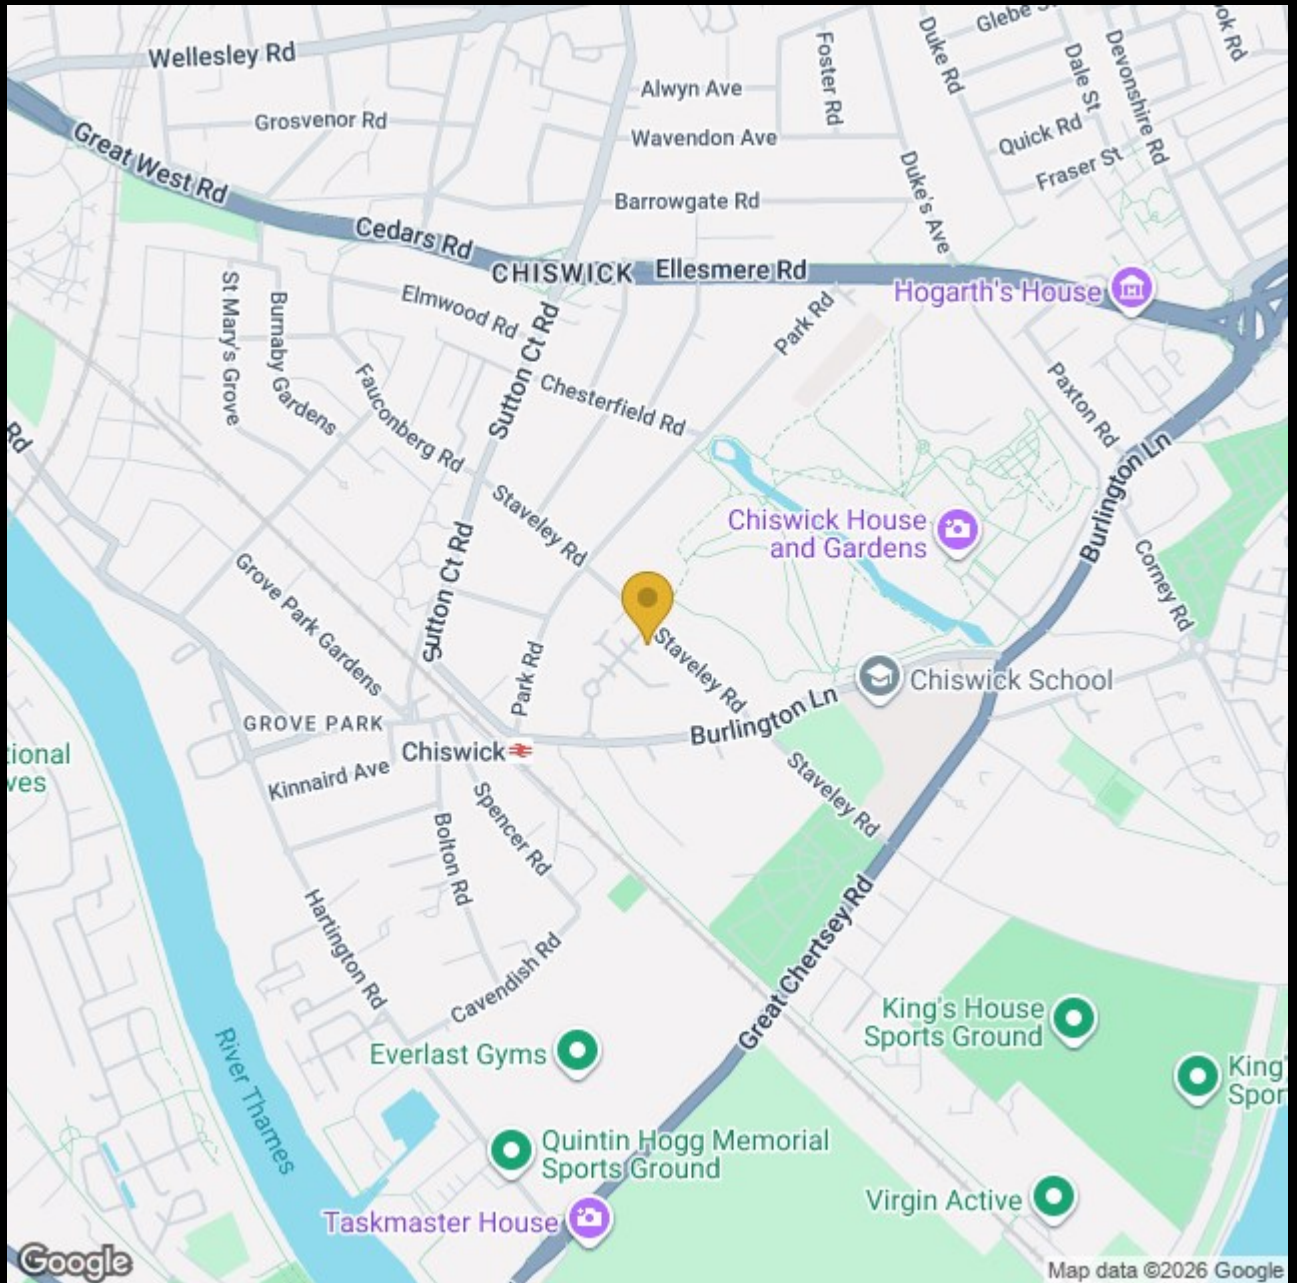 Glebe St
Wellesley Rd
Foster Rd
Duke Rd
Dale St
Devonshire Rd
Alwyn Ave
Grosvenor Rd
Wavendon Ave
Quick Rd
Fraser St
Great West Rd
Barrowgate Rd
Duke's Ave
Cedars Rd
CHISWICK
Ellesmere Rd
Hogarth's House
St Mary's Grove
Burnaby Gardens
Elmwood Rd
Sutton Ct Rd
Park Rd
Fauconberg Rd
Chesterfield Rd
Paxton Rd
Rd
Burlington Ln
Staveley Rd
Chiswick House
and Gardens
Sutton Ct Rd
Grove Park Gardens
Corney Rd
Park Rd
Staveley Rd
Chiswick School
Burlington Ln
GROVE PARK
Chiswick
tional
ves
Kinnaird Ave
Staveley Rd
Spencer Rd
Bolton Rd
Hartington Rd
Cavendish Rd
Great Chertsey Rd
King's House
Sports Ground
Everlast Gyms
King'
Spor
River Thames
Quintin Hogg Memorial
Sports Ground
Virgin Active
Taskmaster House
Google
Map data ©2026 Google